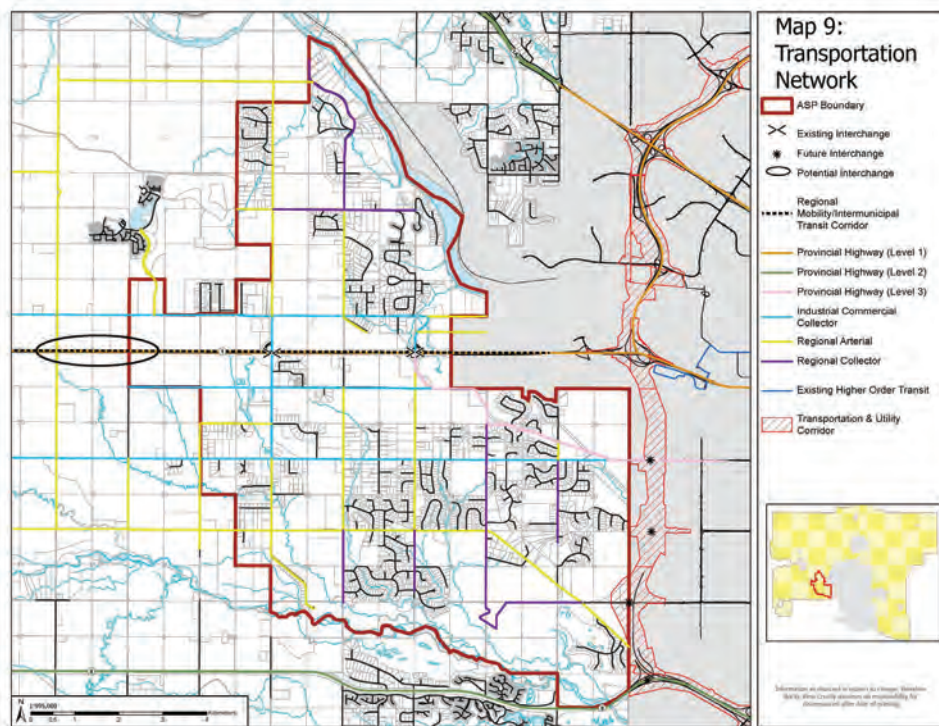 Map 9:
Transportation
Network
ASP Boundary
Existing Interchange
Future Interchange
Potential Interchange
Regional
Mobility/Intermunicipal
Transit Corridor
Provincial Highway (Level 1)
Provincial Highway (Level 2)
Provincial Highway (Level 3)
Industrial Commercial
Collector
Regional Arterial
Regional Collector
Existing Higher Order Transit
Transportation & Utility
Corridor
N